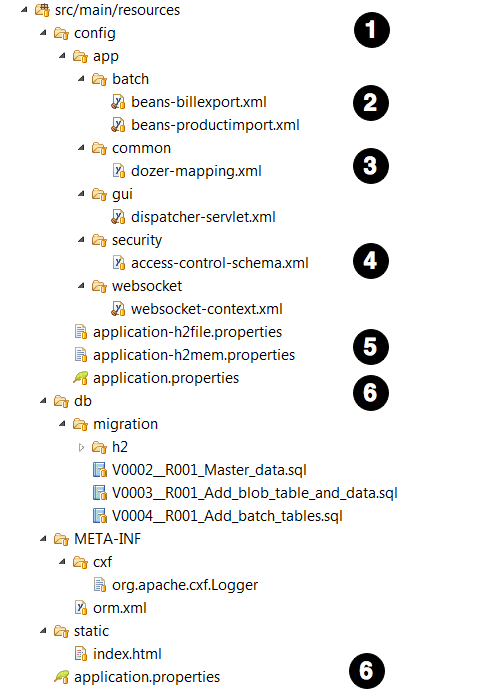 src/main/resources
config 1
app
batch
beans-billexport.xml 2
beans-productimport.xml
common
dozer-mapping.xml 3
gui
dispatcher-servlet.xml
security
access-control-schema.xml 4
websocket
websocket-context.xml
application-h2file.properties
application-h2mem.properties 5
application.properties 6
db
migration
h2
V0002__R001_Master_data.sql
V0003__R001_Add_blob_table_and_data.sql
V0004__R001_Add_batch_tables.sql
META-INF
cxf
org.apache.cxf.Logger
orm.xml
static
index.html
application.properties 6